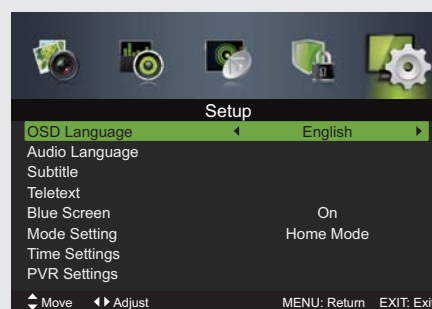 Setup
OSD Language English
Audio Language
Subtitle
Teletext
Blue Screen On
Mode Setting Home Mode
Time Settings
PVR Settings
Move Adjust MENU: Return EXIT: Exit